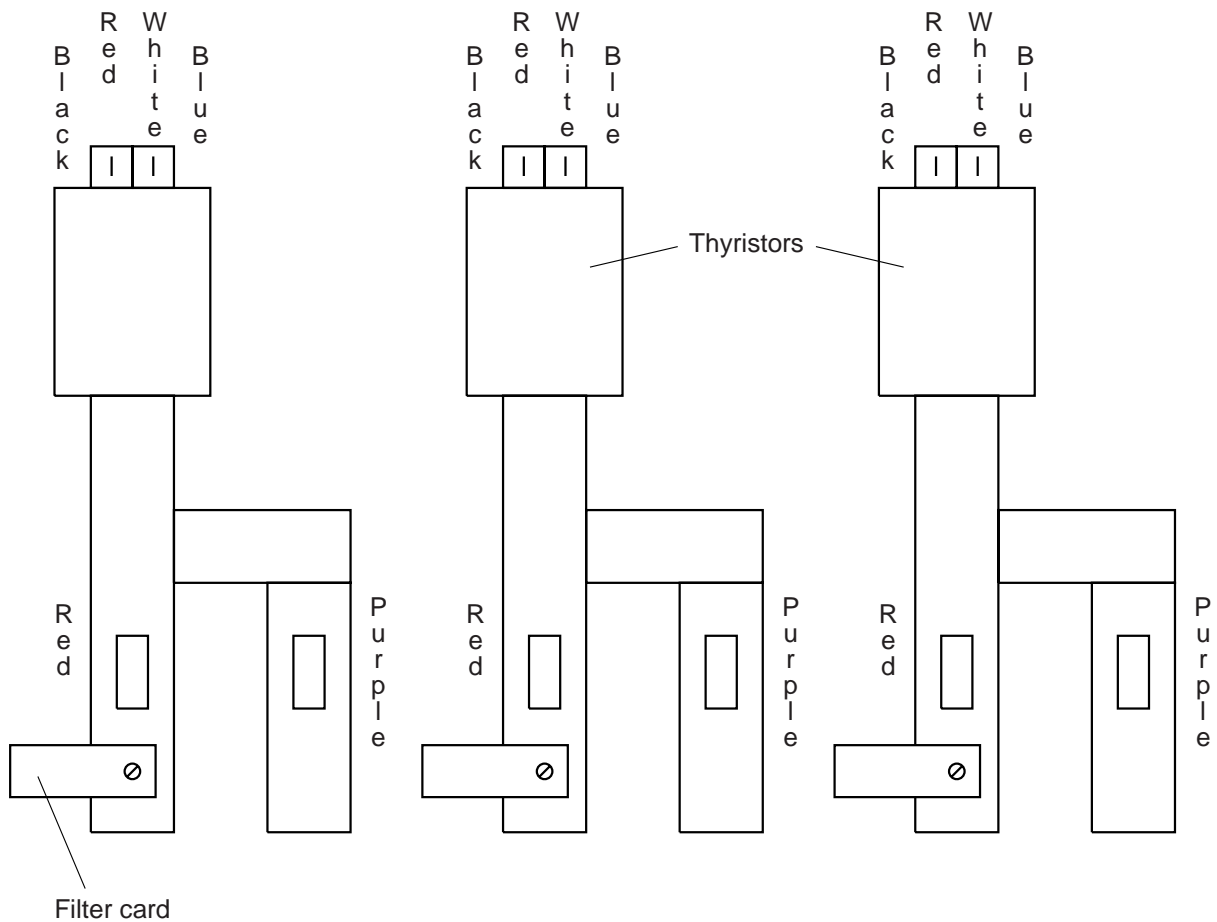 Black
Red
White
Blue
Black
Red
White
Blue
Black
Red
White
Blue
Thyristors
Red
Purple
Red
Purple
Red
Purple
Filter card